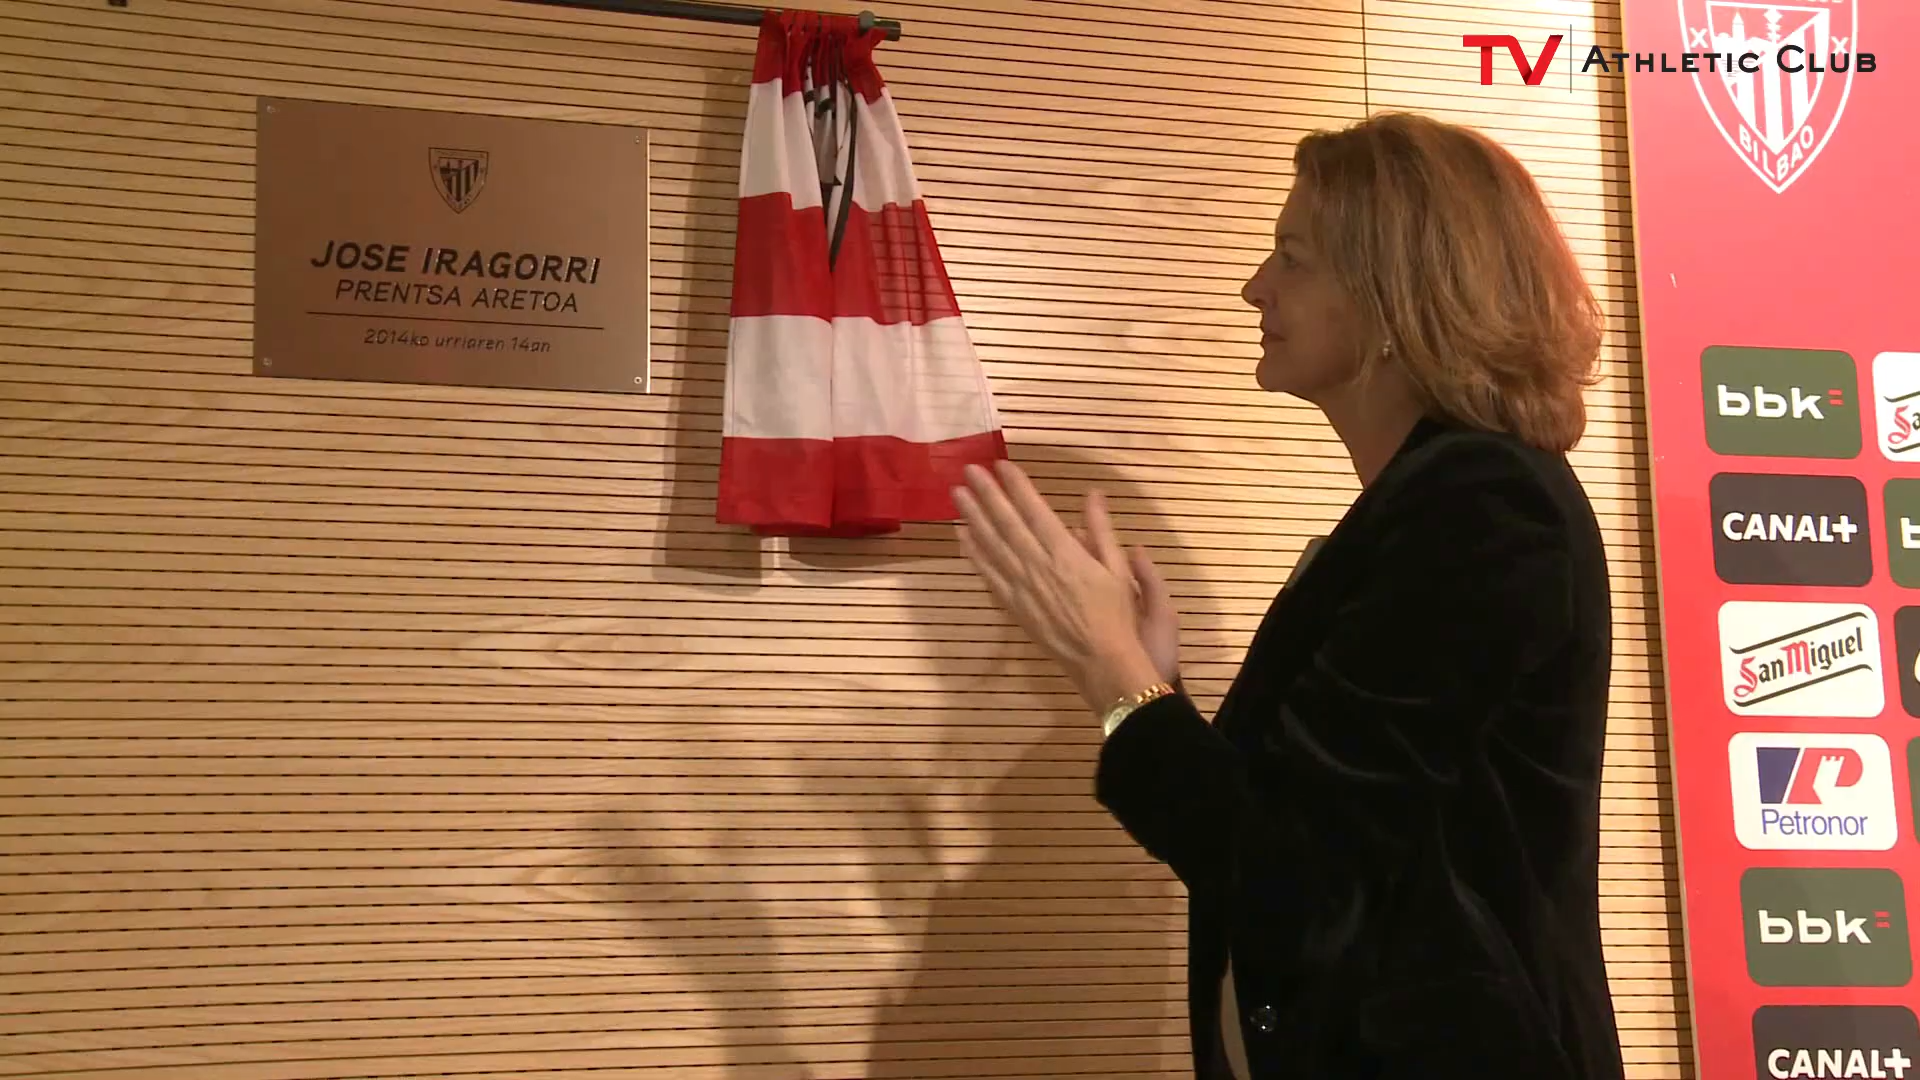 TV ATHLETIC CLUB
JOSE IRAGORRI
PRENTSA ARETOA
2014ko urriaren 14an
BILBAO
bbk
CANAL+
San Miguel
Petronor
bbk
CANAL+